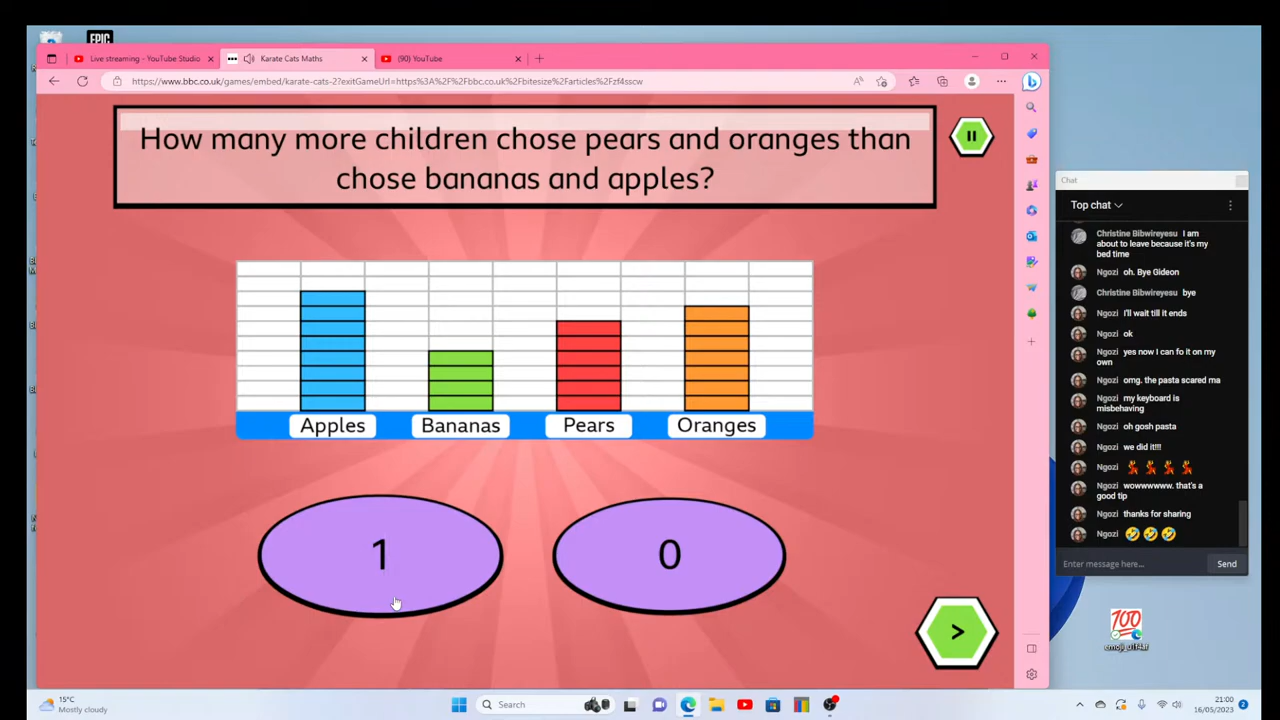 EPIC
Live streaming - YouTube Studio
Karate Cats Maths
(90) YouTube
https://www.bbc.co.uk/games/embed/karate-cats-2?exitGameUrl=https%3A%2F%2Fbbc.co.uk%2Fbitesize%2Farticles%2Fzf4sscw
How many more children chose pears and oranges than
chose bananas and apples?
Apples
Bananas
Pears
Oranges
1
0
>
Chat
Top chat
Christine Bibwireyesu I am
about to leave because it's my
bed time
Ngozi oh. Bye Gideon
Christine Bibwireyesu bye
Ngozi I'll wait till it ends
Ngozi ok
Ngozi yes now I can fo it on my
own
Ngozi omg. the pasta scared ma
Ngozi my keyboard is
misbehaving
Ngozi oh gosh pasta
Ngozi we did it!!!
Ngozi 💃 💃 💃 💃
Ngozi wowwwwww. that's a
good tip
Ngozi thanks for sharing
Ngozi 🤣 🤣 🤣
Enter message here...
Send
100
emoji_u1f4af
15°C
Mostly cloudy
Search
21:00
16/05/2023
2